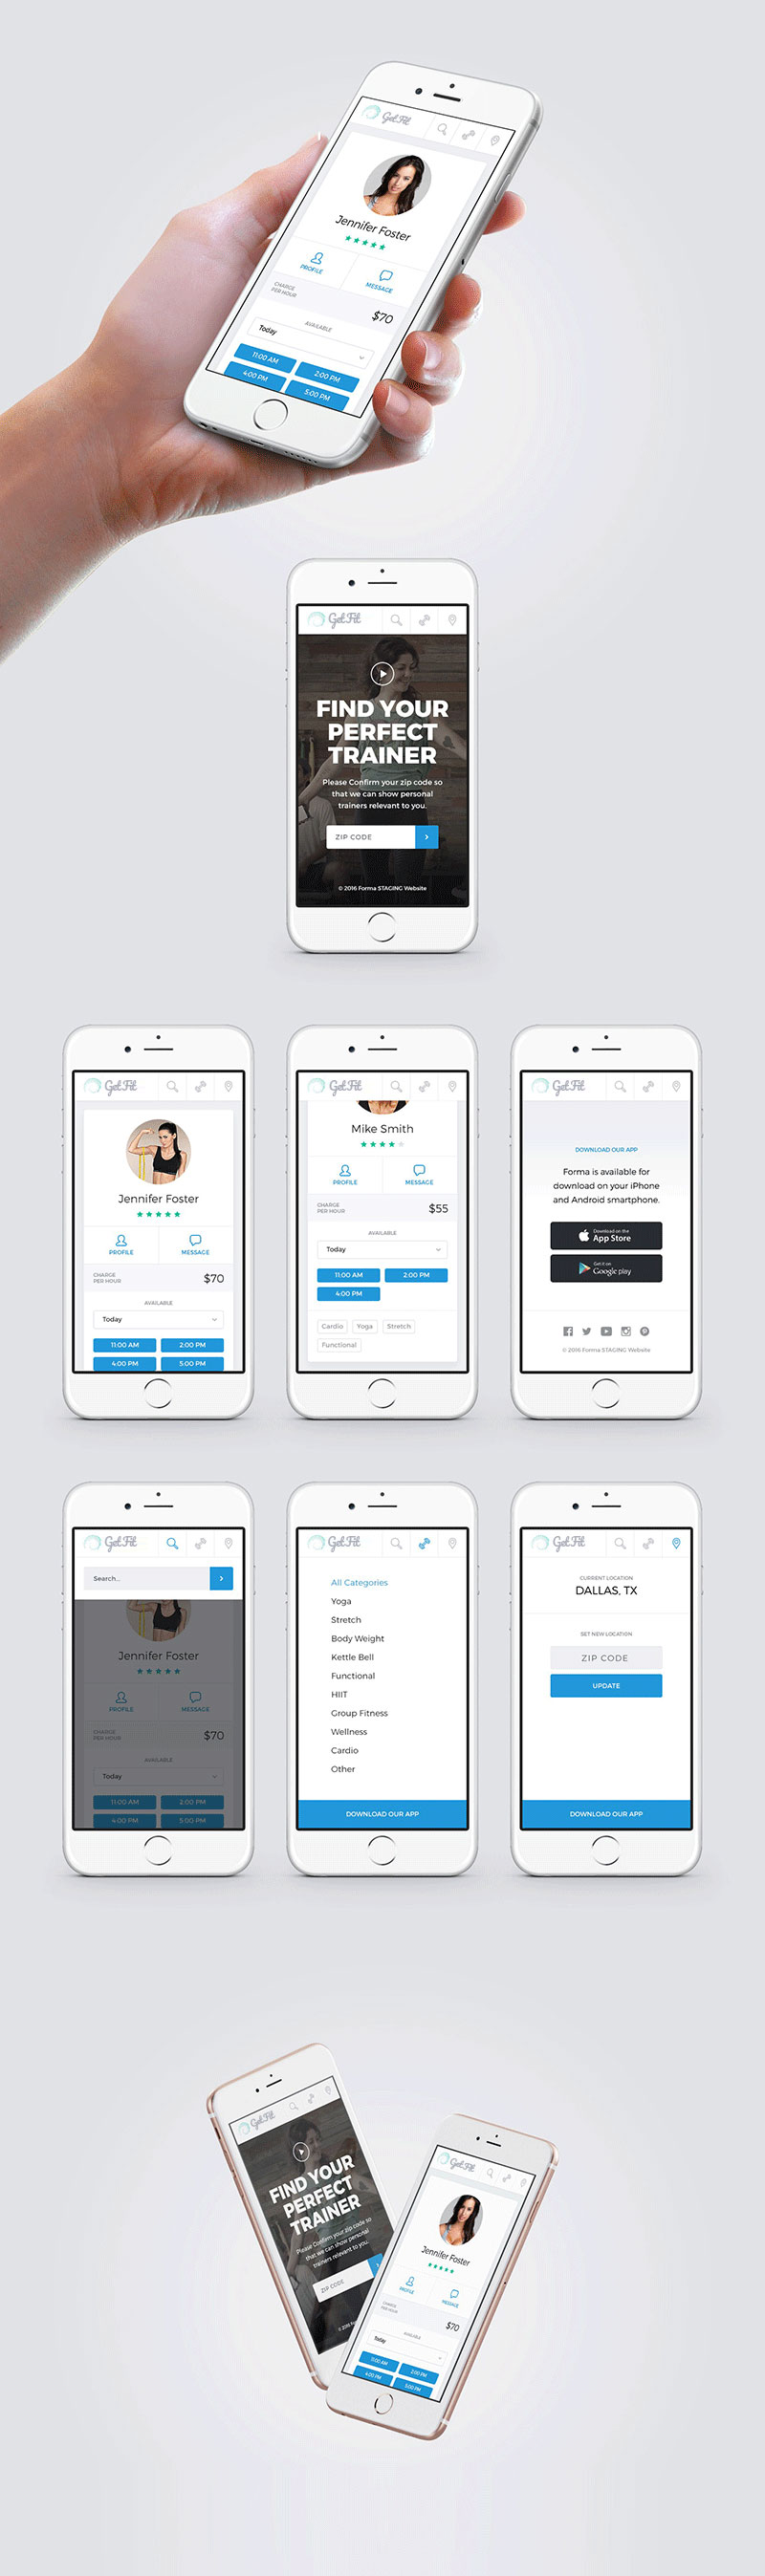 Get Fit
Jennifer Foster
PROFILE
MESSAGE
CHARGE
PER HOUR
$70
AVAILABLE
Today
11:00 AM
2:00 PM
4:00 PM
5:00 PM
Get Fit
FIND YOUR
PERFECT
TRAINER
Please Confirm your zip code so
that we can show personal
trainers relevant to you.
ZIP CODE
© 2016 Forma STAGING Website
Get Fit
Jennifer Foster
PROFILE
MESSAGE
CHARGE
PER HOUR
$70
AVAILABLE
Today
11:00 AM
2:00 PM
4:00 PM
5:00 PM
Get Fit
Mike Smith
PROFILE
MESSAGE
CHARGE
PER HOUR
$55
AVAILABLE
Today
11:00 AM
2:00 PM
4:00 PM
Cardio
Yoga
Stretch
Functional
Get Fit
DOWNLOAD OUR APP
Forma is available for
download on your iPhone
and Android smartphone.
Download on the
App Store
Get it on
Google play
© 2016 Forma STAGING Website
Get Fit
Search...
Jennifer Foster
PROFILE
MESSAGE
CHARGE
PER HOUR
$70
AVAILABLE
Today
11:00 AM
2:00 PM
4:00 PM
5:00 PM
Get Fit
All Categories
Yoga
Stretch
Body Weight
Kettle Bell
Functional
HIIT
Group Fitness
Wellness
Cardio
Other
DOWNLOAD OUR APP
Get Fit
CURRENT LOCATION
DALLAS, TX
SET NEW LOCATION
ZIP CODE
UPDATE
DOWNLOAD OUR APP
Get Fit
FIND YOUR
PERFECT
TRAINER
Please Confirm your zip code so
that we can show personal
trainers relevant to you.
ZIP CODE
© 2016
Get Fit
Jennifer Foster
PROFILE
MESSAGE
CHARGE
PER HOUR
$70
AVAILABLE
Today
11:00 AM
2:00 PM
4:00 PM
5:00 PM